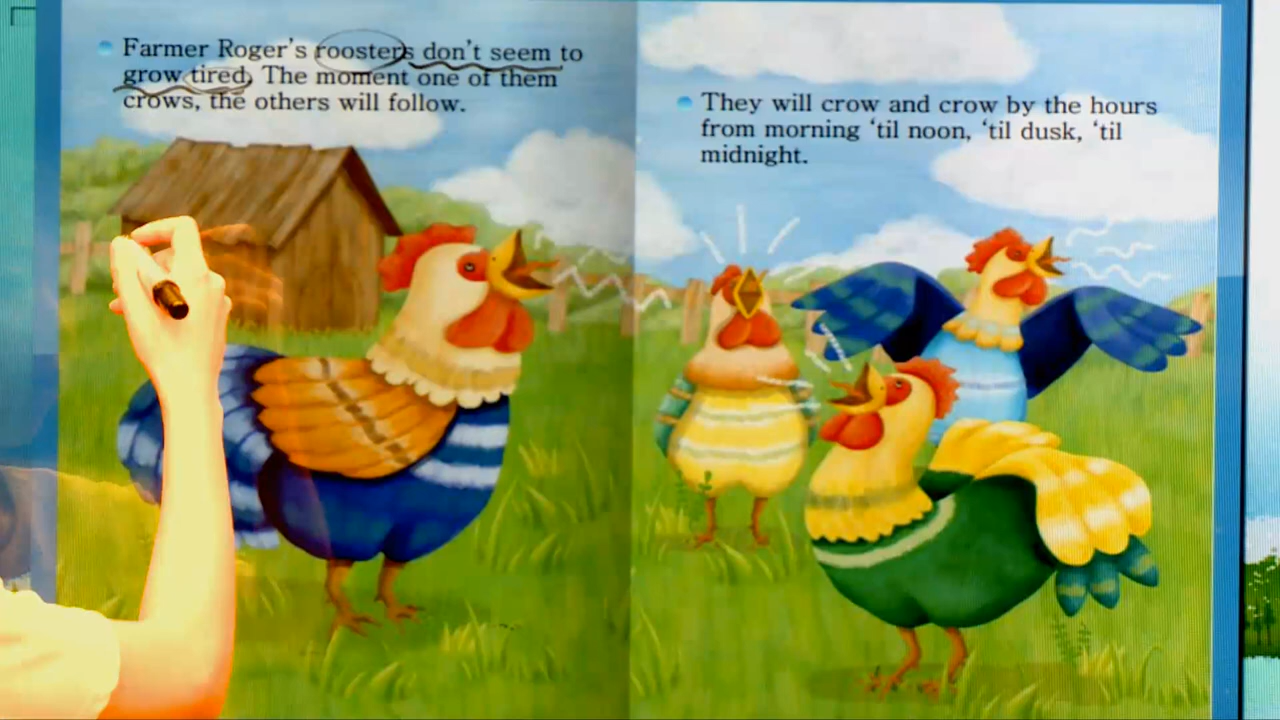 Farmer Roger's roosters don't seem to
grow tired. The moment one of them
crows, the others will follow.
They will crow and crow by the hours
from morning 'til noon, 'til dusk, 'til
midnight.